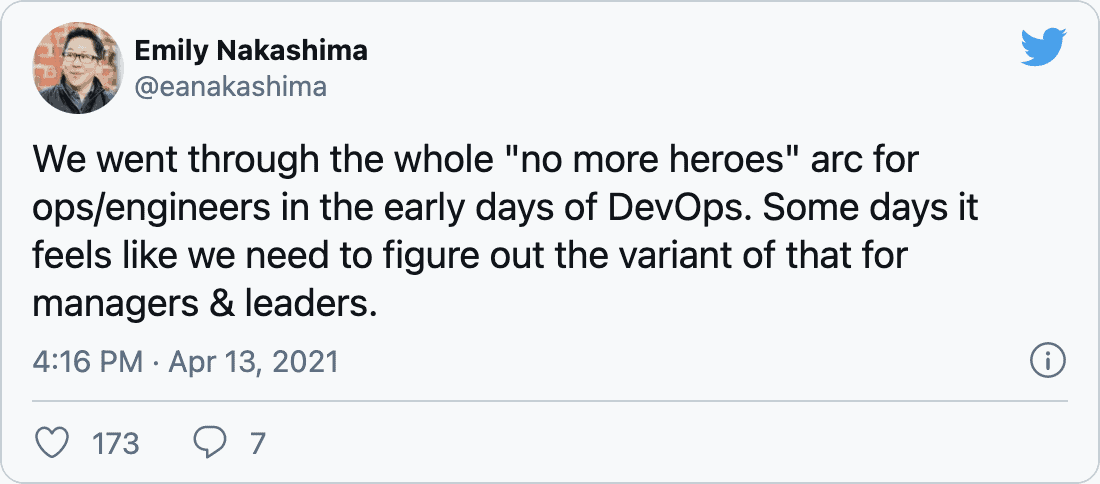 Emily Nakashima
@eanakashima
We went through the whole "no more heroes" arc for
ops/engineers in the early days of DevOps. Some days it
feels like we need to figure out the variant of that for
managers & leaders.
4:16 PM · Apr 13, 2021
173 7